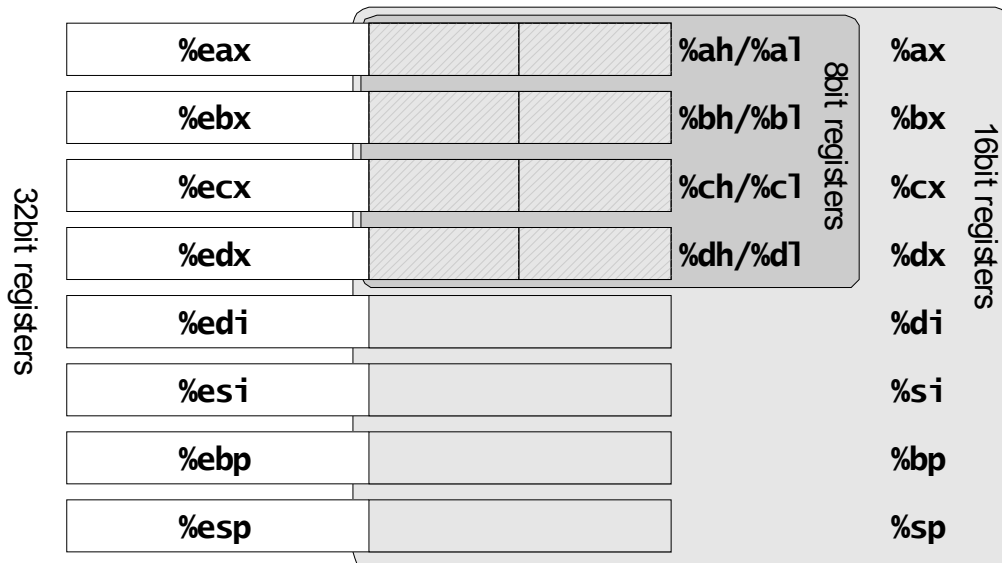 %eax %ah/%al %ax
%ebx %bh/%bl %bx
%ecx %ch/%cl %cx
%edx %dh/%dl %dx
%edi %di
%esi %si
%ebp %bp
%esp %sp
32bit registers
8bit registers
16bit registers